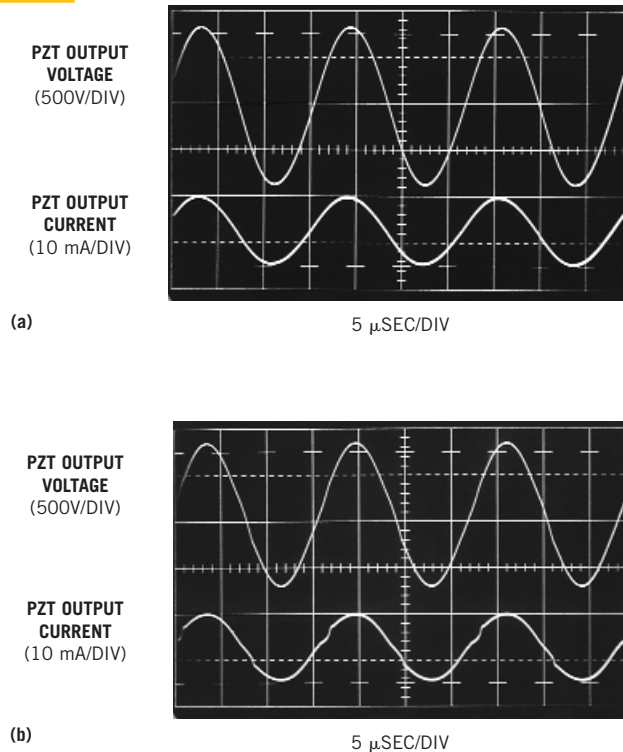 PZT OUTPUT
VOLTAGE
(500V/DIV)
PZT OUTPUT
CURRENT
(10 mA/DIV)
(a)
5 µSEC/DIV
PZT OUTPUT
VOLTAGE
(500V/DIV)
PZT OUTPUT
CURRENT
(10 mA/DIV)
(b)
5 µSEC/DIV